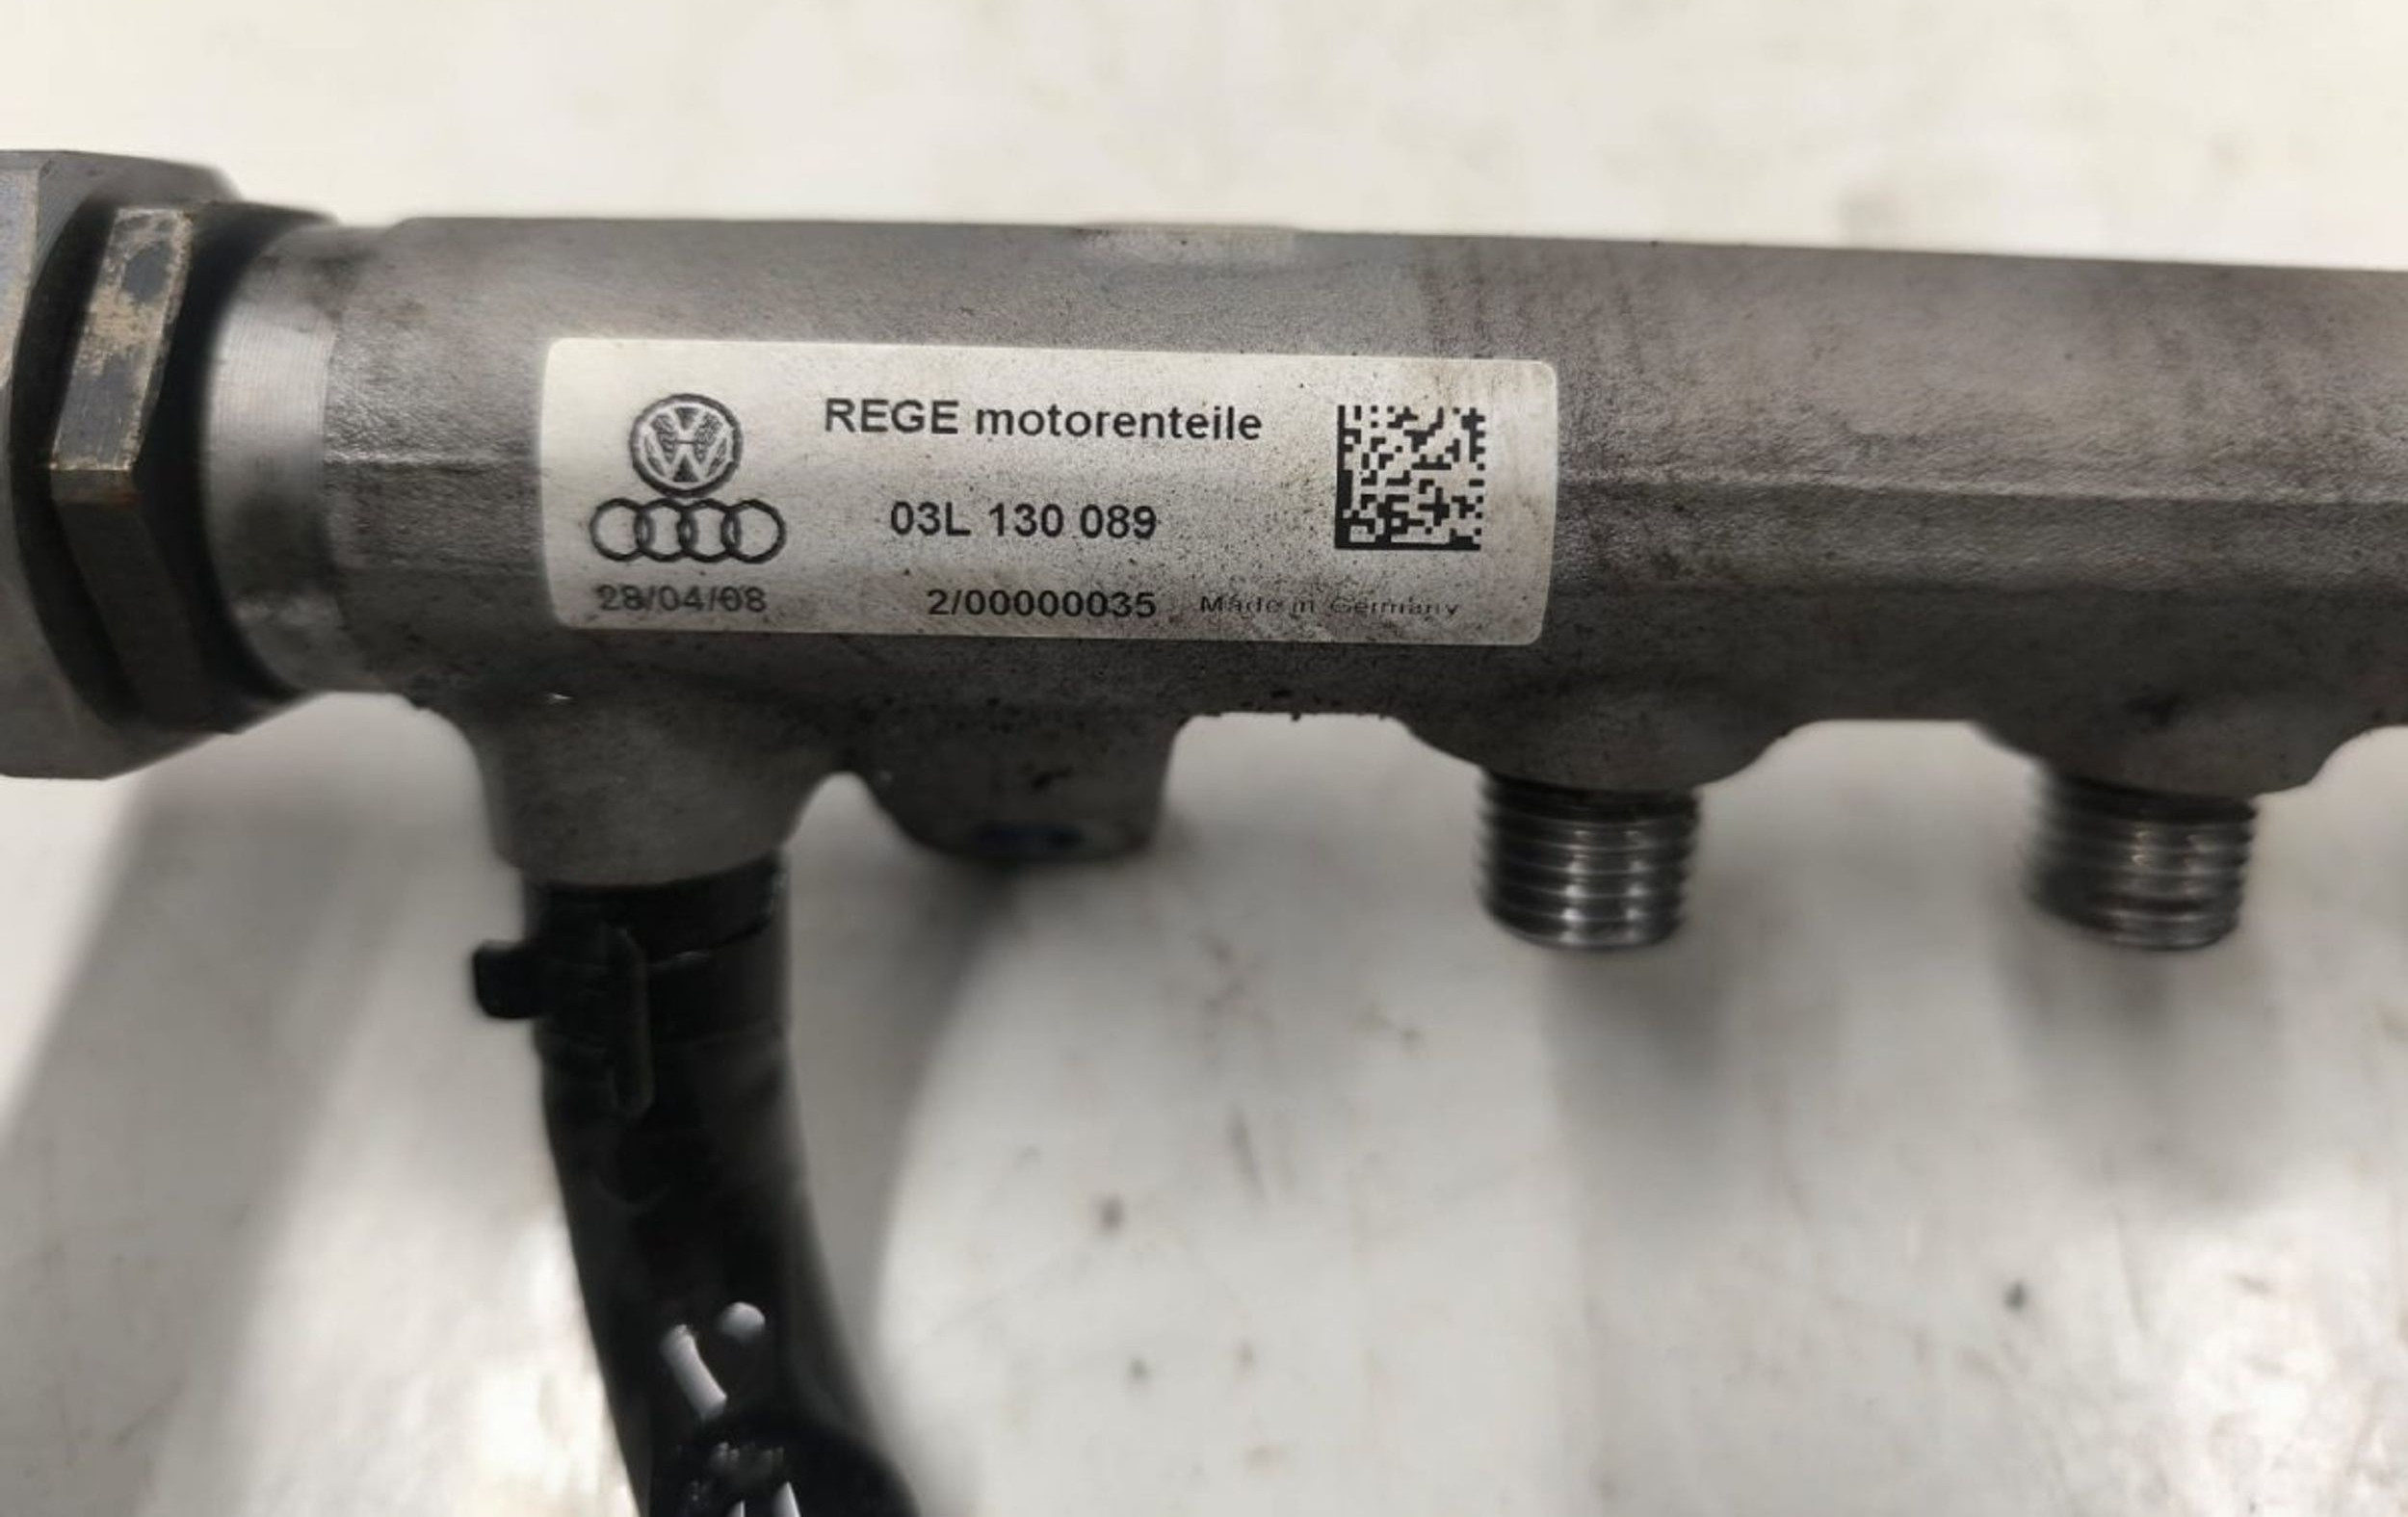 REGE motorenteile
03L 130 089
28/04/08
2/00000035 Made in Germany